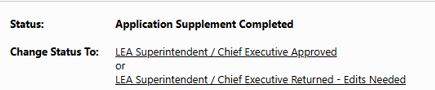 Status: Application Supplement Completed
Change Status To: LEA Superintendent / Chief Executive Approved
or
LEA Superintendent / Chief Executive Returned - Edits Needed